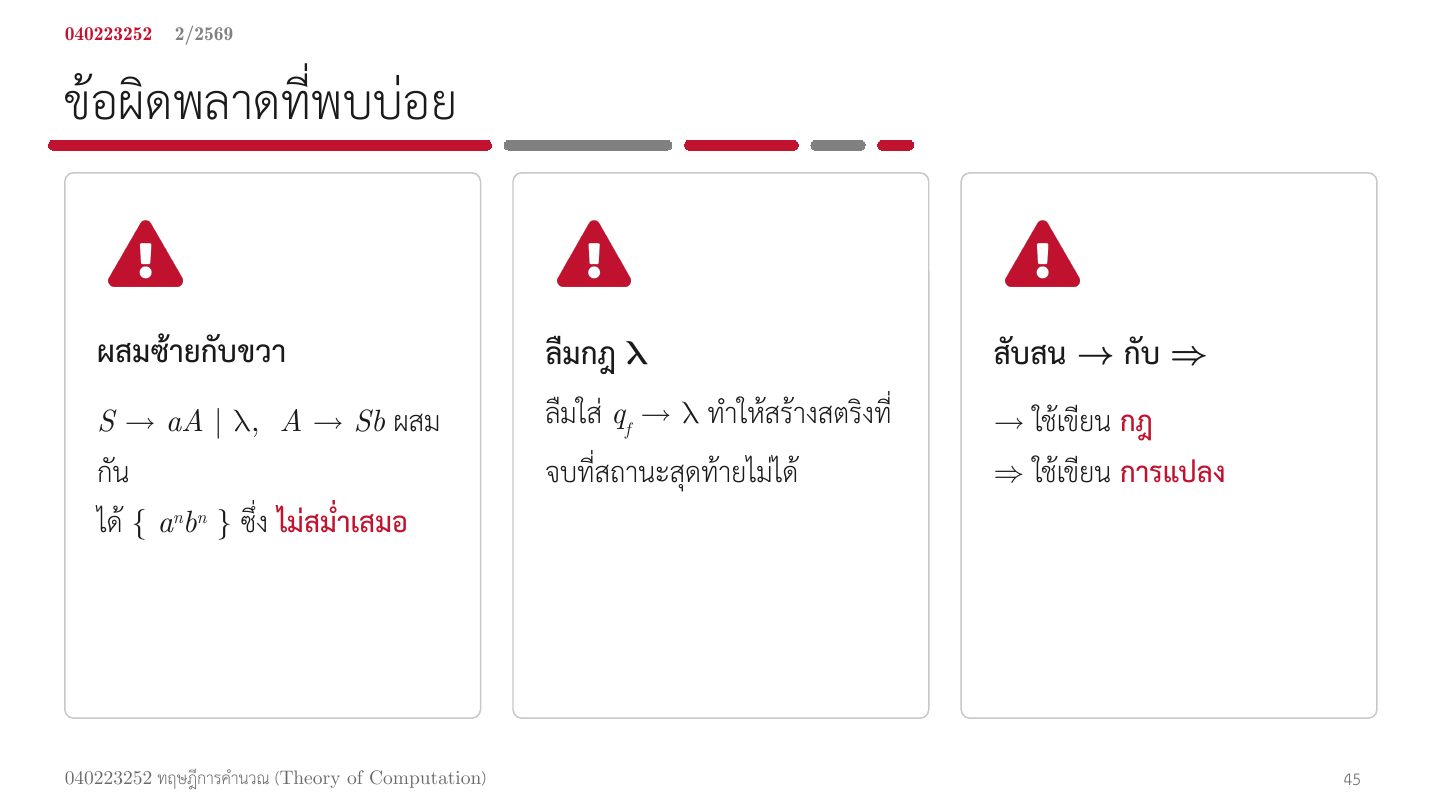 040223252 2/2569
ข้อผิดพลาดที่พบบ่อย
ผสมซ้ายกับขวา
S → aA | λ, A → Sb ผสม
กัน
ได้ { aⁿbⁿ } ซึ่ง ไม่สม่ำเสมอ
ลืมกฎ λ
ลืมใส่ q_f → λ ทำให้สร้างสตริงที่
จบที่สถานะสุดท้ายไม่ได้
สับสน → กับ ⇒
→ ใช้เขียน กฎ
⇒ ใช้เขียน การแปลง
040223252 ทฤษฎีการคำนวณ (Theory of Computation)
45